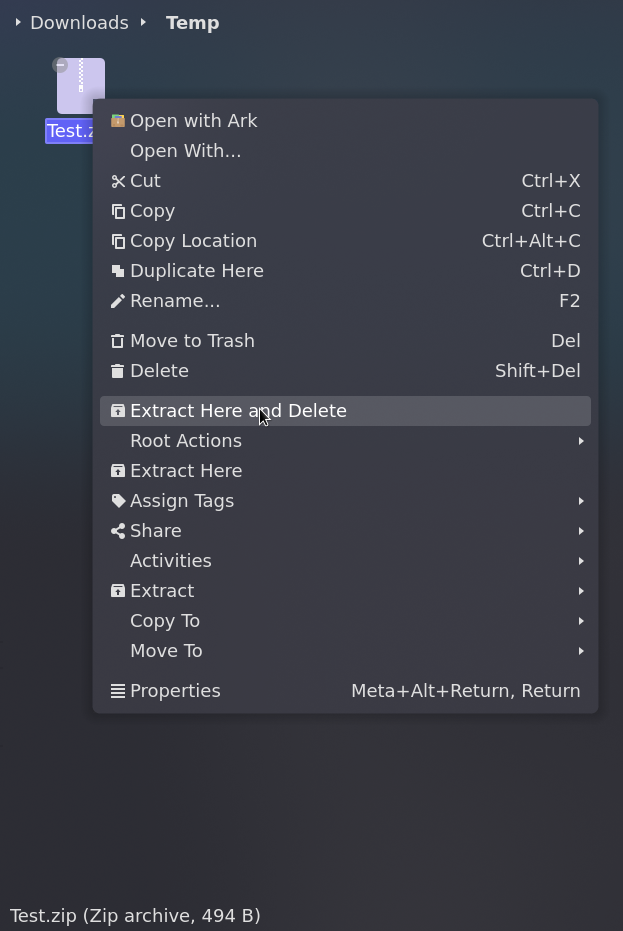 Downloads Temp
Test.z
Open with Ark
Open With...
Cut Ctrl+X
Copy Ctrl+C
Copy Location Ctrl+Alt+C
Duplicate Here Ctrl+D
Rename... F2
Move to Trash Del
Delete Shift+Del
Extract Here and Delete
Root Actions
Extract Here
Assign Tags
Share
Activities
Extract
Copy To
Move To
Properties Meta+Alt+Return, Return
Test.zip (Zip archive, 494 B)